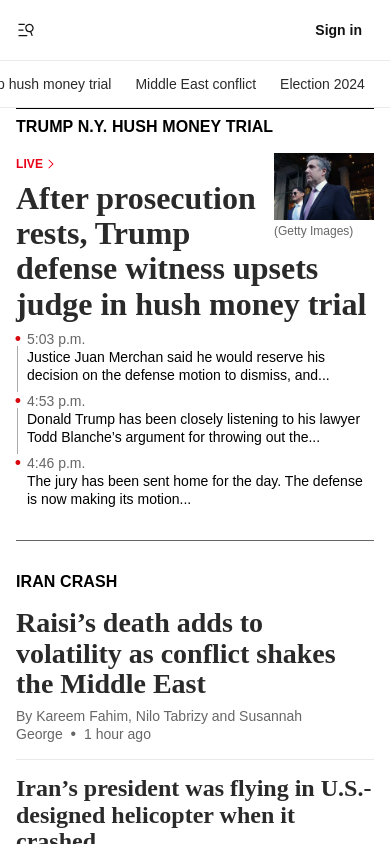 Sign in
hush money trial Middle East conflict Election 2024
TRUMP N.Y. HUSH MONEY TRIAL
LIVE
After prosecution
rests, Trump
defense witness upsets
judge in hush money trial
(Getty Images)
5:03 p.m.
Justice Juan Merchan said he would reserve his
decision on the defense motion to dismiss, and...
4:53 p.m.
Donald Trump has been closely listening to his lawyer
Todd Blanche’s argument for throwing out the...
4:46 p.m.
The jury has been sent home for the day. The defense
is now making its motion...
IRAN CRASH
Raisi’s death adds to
volatility as conflict shakes
the Middle East
By Kareem Fahim, Nilo Tabrizy and Susannah
George • 1 hour ago
Iran’s president was flying in U.S.-
designed helicopter when it
crashed